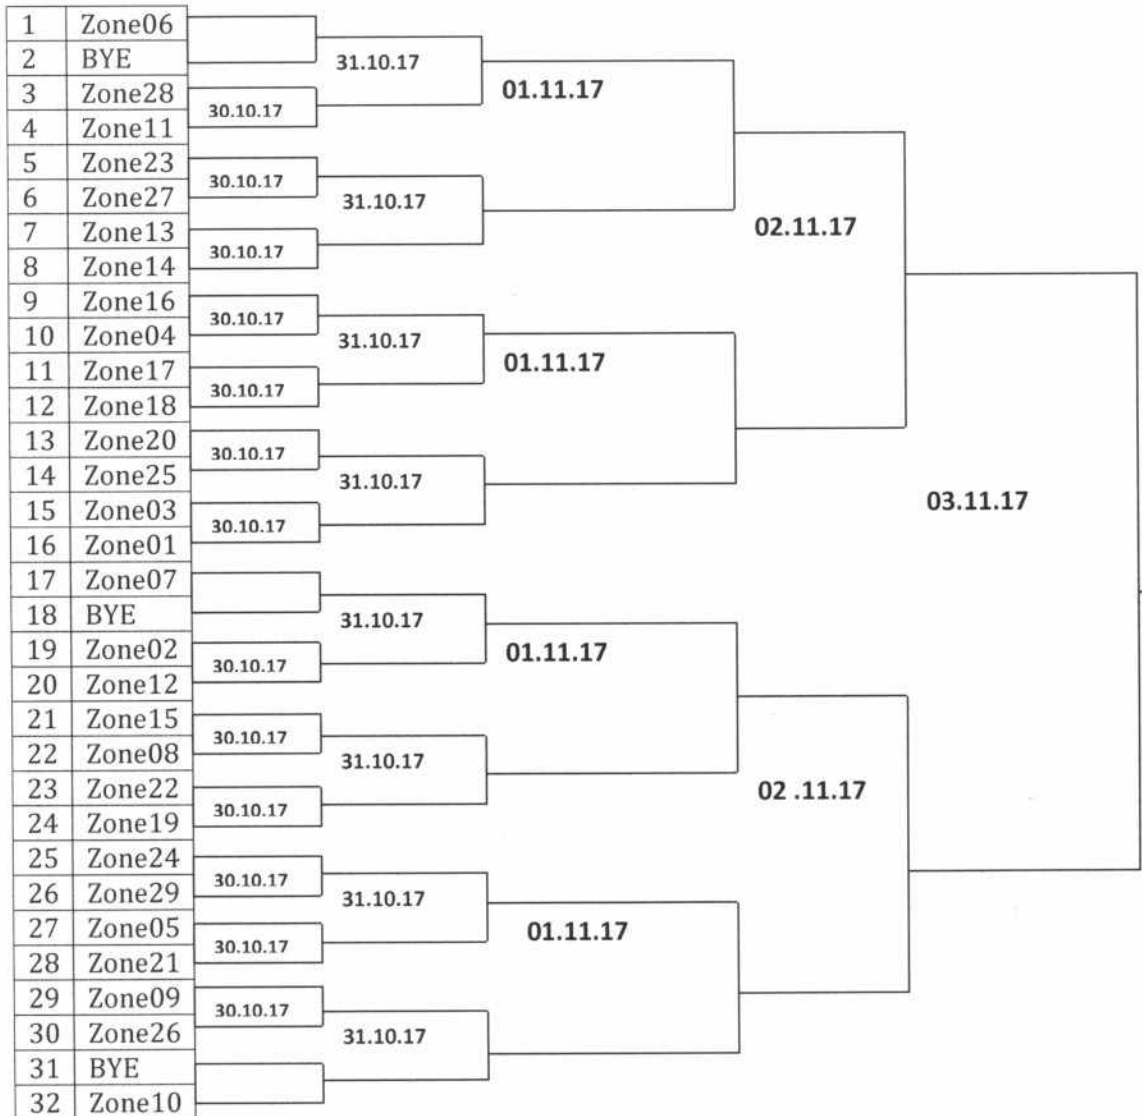 1 Zone06
2 BYE
3 Zone28
4 Zone11
5 Zone23
6 Zone27
7 Zone13
8 Zone14
9 Zone16
10 Zone04
11 Zone17
12 Zone18
13 Zone20
14 Zone25
15 Zone03
16 Zone01
17 Zone07
18 BYE
19 Zone02
20 Zone12
21 Zone15
22 Zone08
23 Zone22
24 Zone19
25 Zone24
26 Zone29
27 Zone05
28 Zone21
29 Zone09
30 Zone26
31 BYE
32 Zone10
30.10.17
30.10.17
30.10.17
30.10.17
30.10.17
30.10.17
30.10.17
30.10.17
30.10.17
30.10.17
30.10.17
30.10.17
30.10.17
31.10.17
31.10.17
31.10.17
31.10.17
31.10.17
31.10.17
31.10.17
31.10.17
01.11.17
01.11.17
01.11.17
01.11.17
02.11.17
02 .11.17
03.11.17